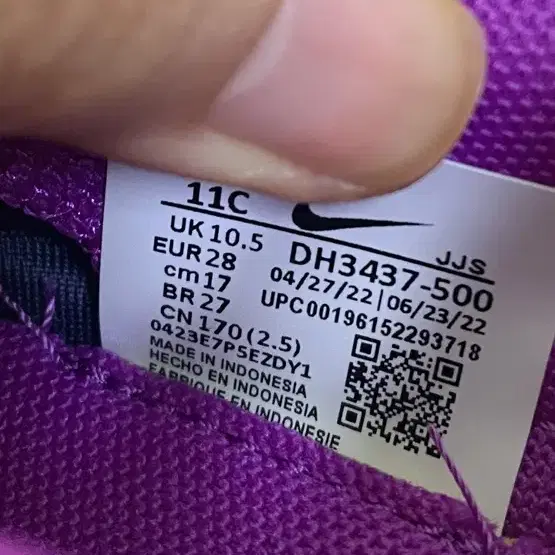 11C
UK 10.5
EUR 28
cm 17
BR 27
CN 170 (2.5)
0423E7PSEZDY1
MADE IN INDONESIA
HECHO EN INDONESIA
FABRIQUE EN INDONESIE
JJS
DH3437-500
04/27/22 | 06/23/22
UPC00196152293718